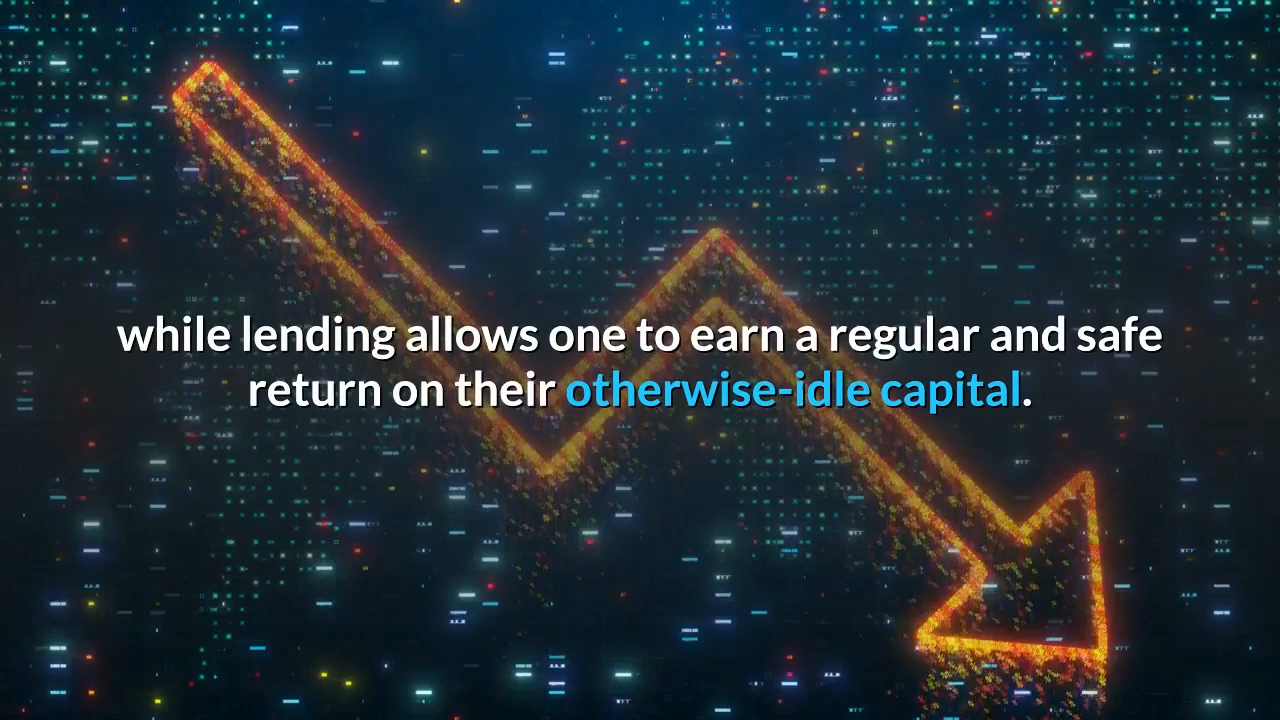 while lending allows one to earn a regular and safe
return on their otherwise-idle capital.